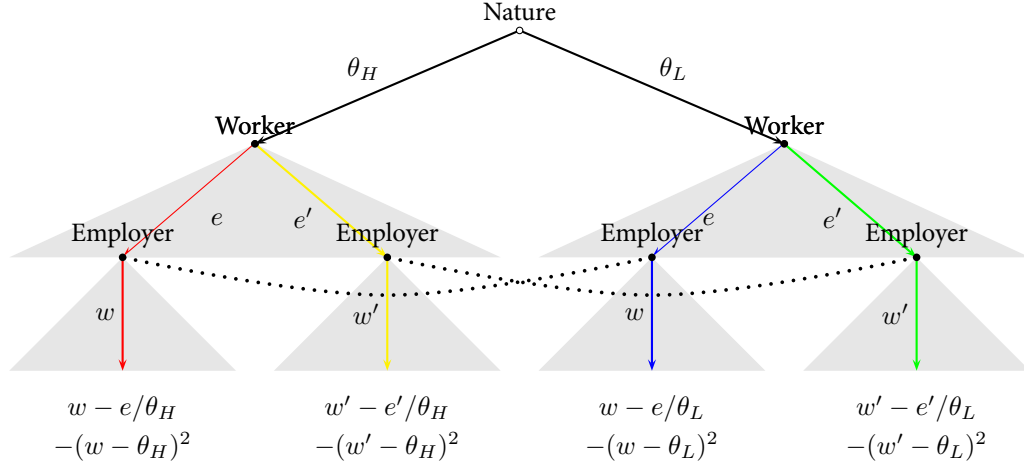 Nature
θ_H θ_L
Worker Worker
e e′ e e′
Employer Employer Employer Employer
w w′ w w′
w − e/θ_H w′ − e′/θ_H w − e/θ_L w′ − e′/θ_L
−(w − θ_H)² −(w′ − θ_H)² −(w − θ_L)² −(w′ − θ_L)²